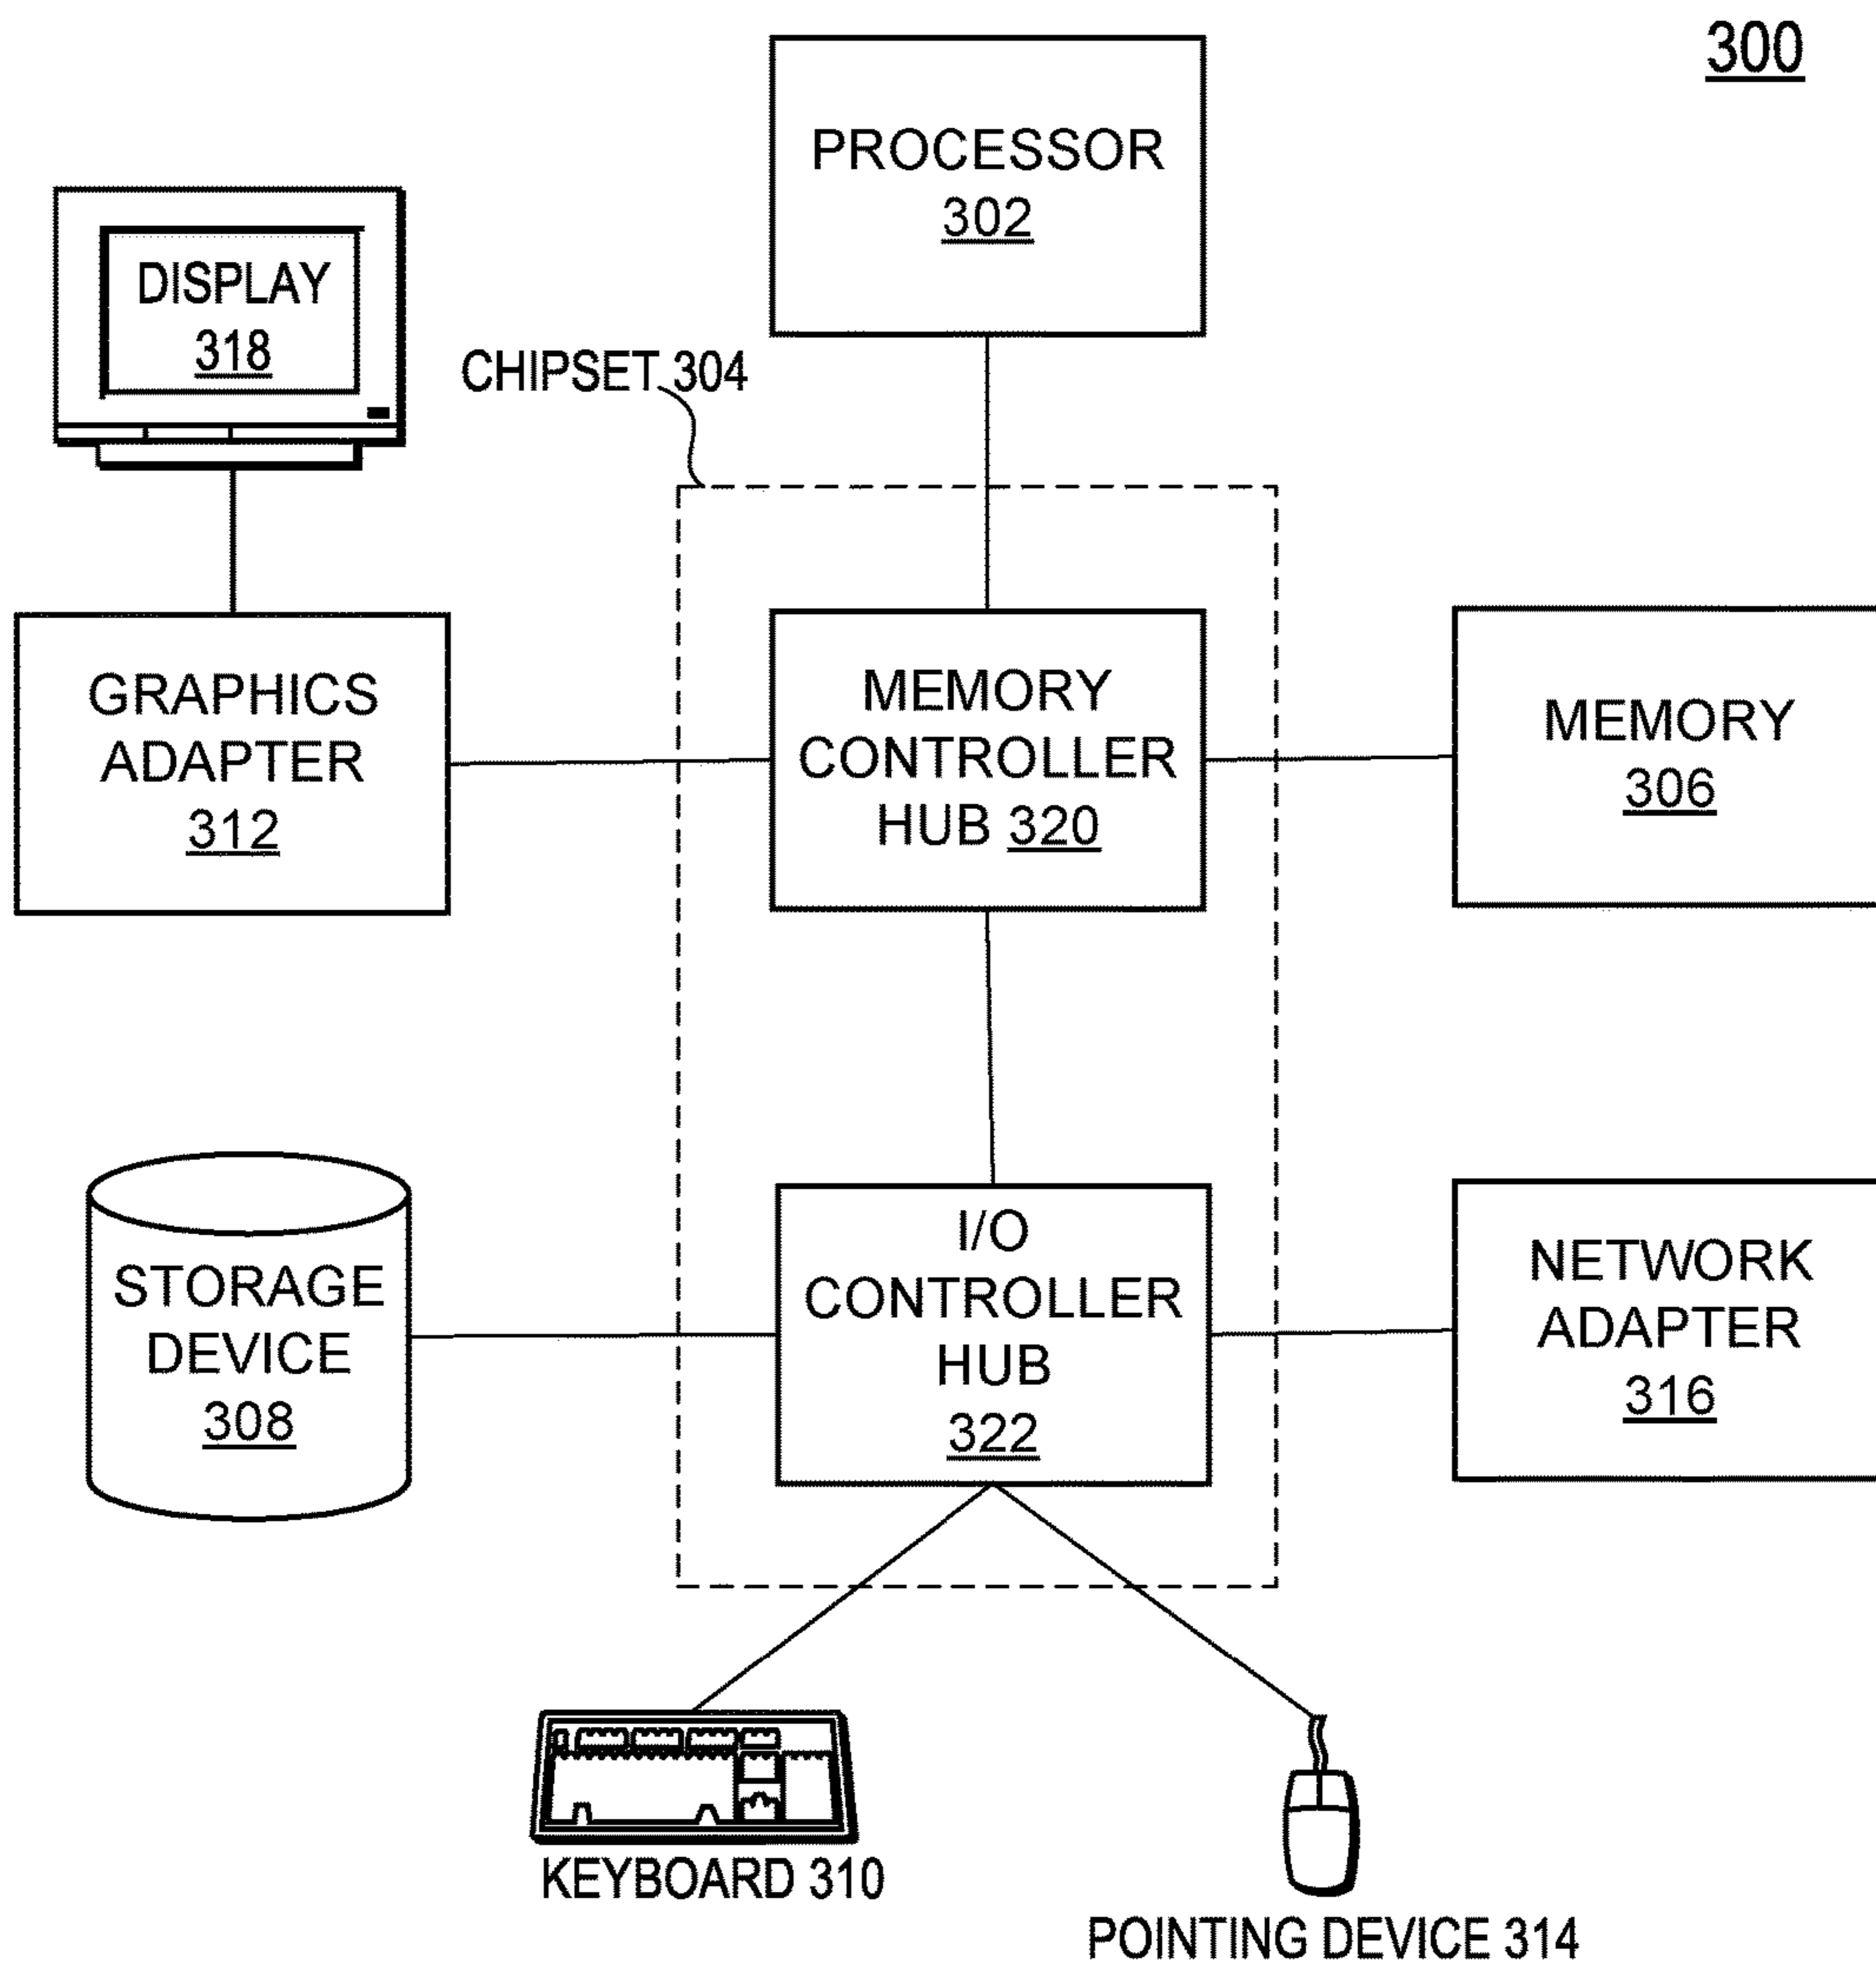 300
PROCESSOR
302
DISPLAY
318
CHIPSET 304
GRAPHICS
ADAPTER
312
MEMORY
CONTROLLER
HUB 320
MEMORY
306
STORAGE
DEVICE
308
I/O
CONTROLLER
HUB
322
NETWORK
ADAPTER
316
KEYBOARD 310
POINTING DEVICE 314